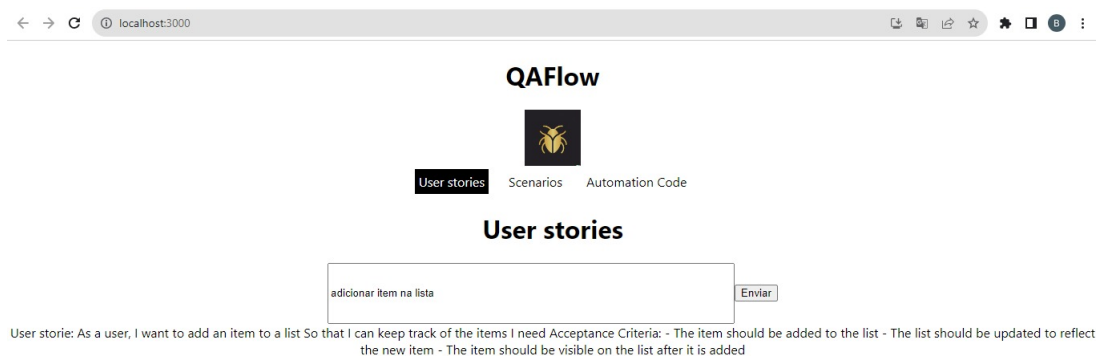 localhost:3000
B
QAFlow
User stories Scenarios Automation Code
User stories
adicionar item na lista Enviar
User storie: As a user, I want to add an item to a list So that I can keep track of the items I need Acceptance Criteria: - The item should be added to the list - The list should be updated to reflect
the new item - The item should be visible on the list after it is added